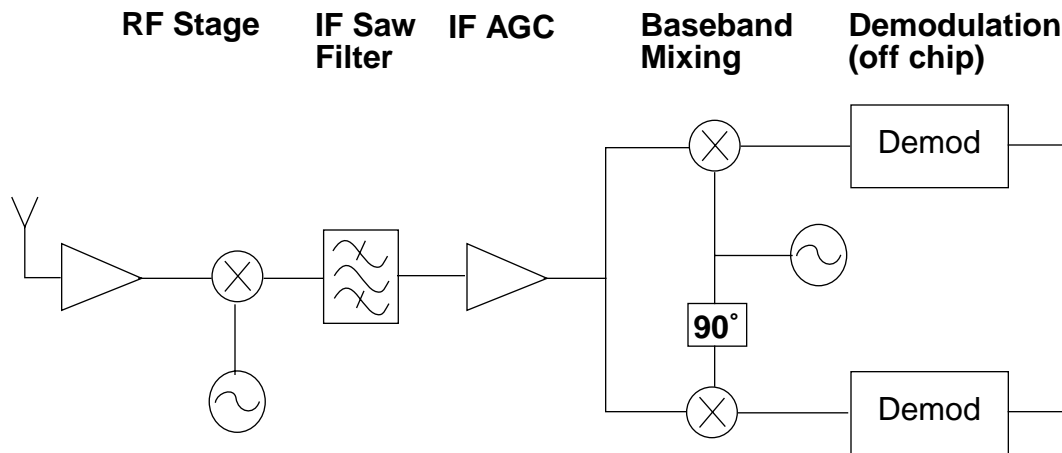 RF Stage
IF Saw
Filter
IF AGC
Baseband
Mixing
Demodulation
(off chip)
Demod
90°
Demod